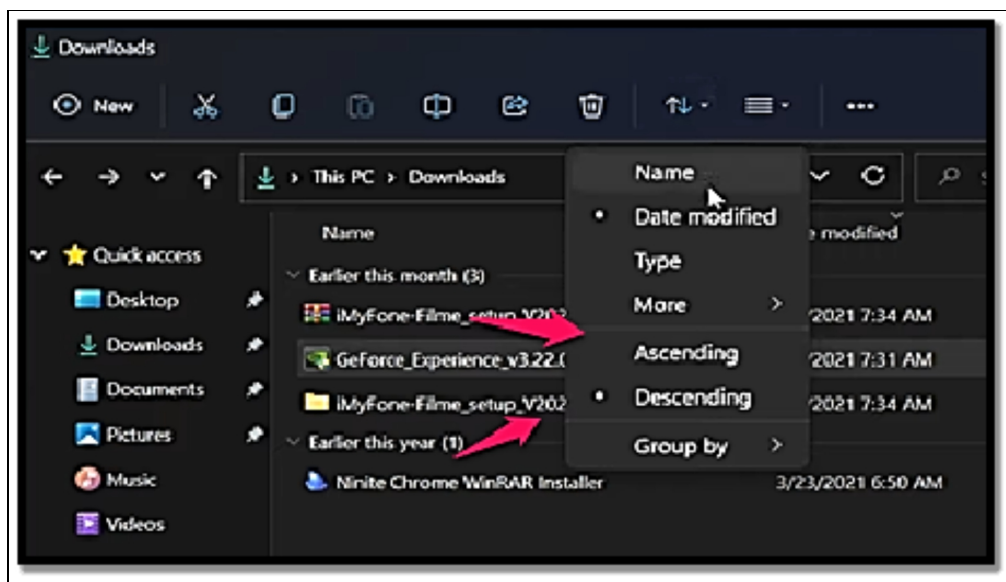 Downloads
New
This PC > Downloads
Name
Date modified
Type
More
Ascending
Descending
Group by
Name
modified
Quick access
Desktop
Downloads
Documents
Pictures
Music
Videos
Earlier this month (3)
iMyFone-Filme_setup_V202 2021 7:34 AM
GeForce_Experience_v3.22.0 2021 7:31 AM
iMyFone-Filme_setup_V202 2021 7:34 AM
Earlier this year (1)
Ninite Chrome WinRAR Installer 3/23/2021 6:50 AM